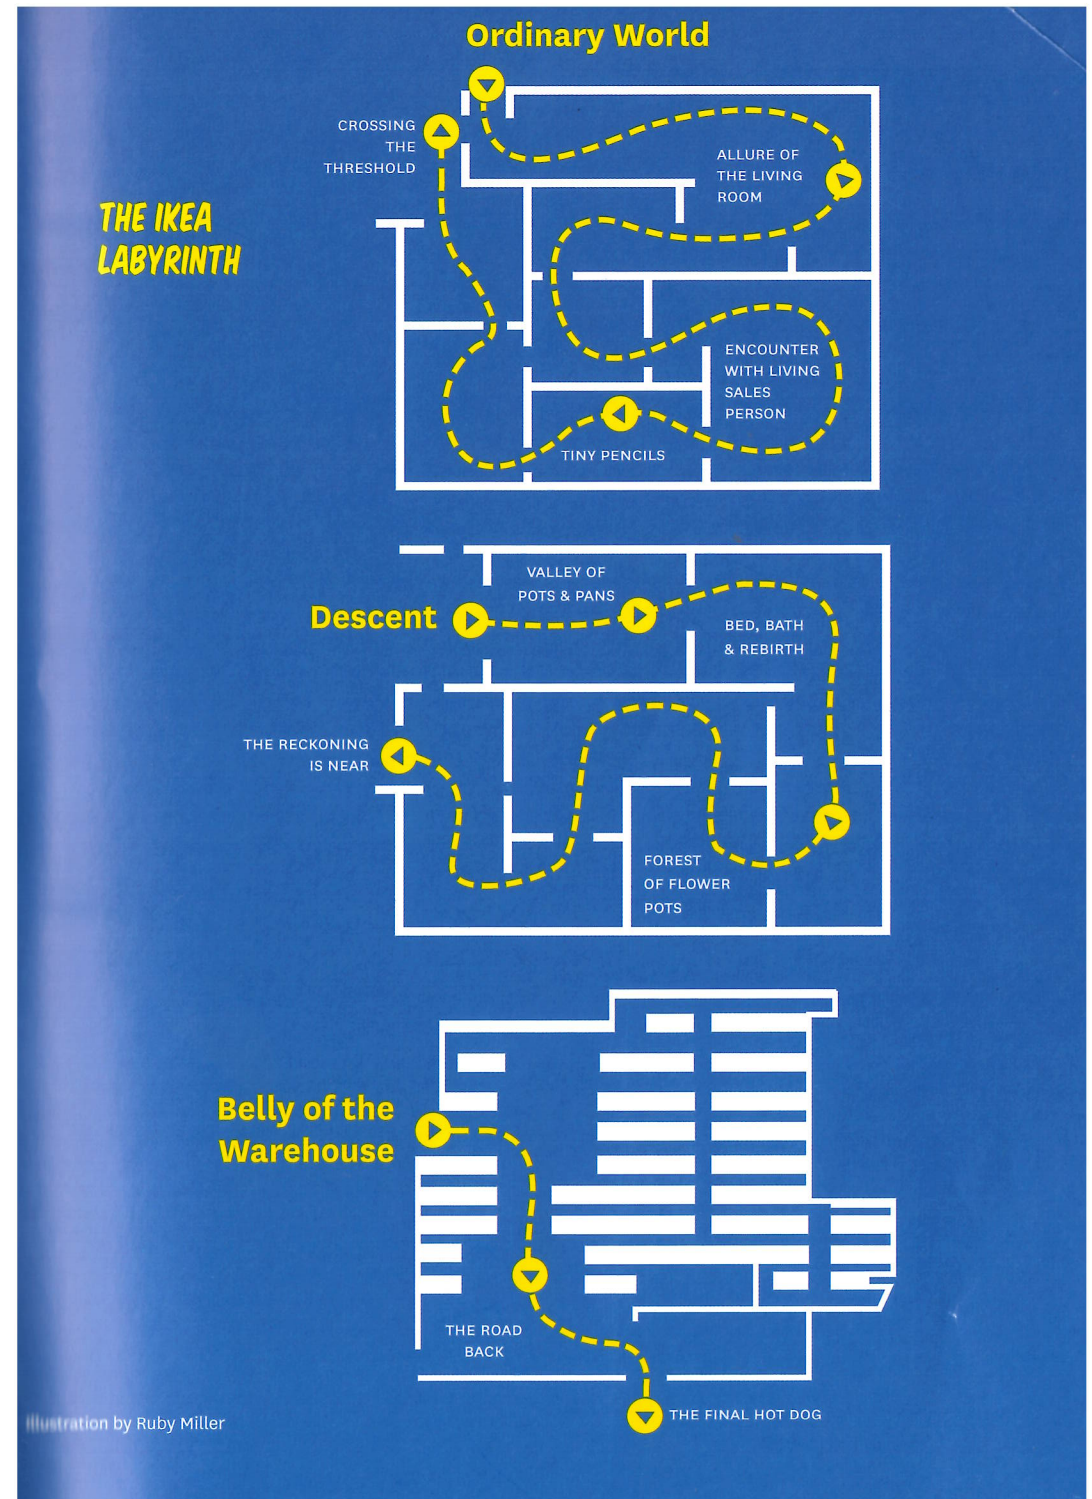 Ordinary World
CROSSING
THE
THRESHOLD
ALLURE OF
THE LIVING
ROOM
THE IKEA
LABYRINTH
ENCOUNTER
WITH LIVING
SALES
PERSON
TINY PENCILS
VALLEY OF
POTS & PANS
Descent
BED, BATH
& REBIRTH
THE RECKONING
IS NEAR
FOREST
OF FLOWER
POTS
Belly of the
Warehouse
THE ROAD
BACK
THE FINAL HOT DOG
Illustration by Ruby Miller